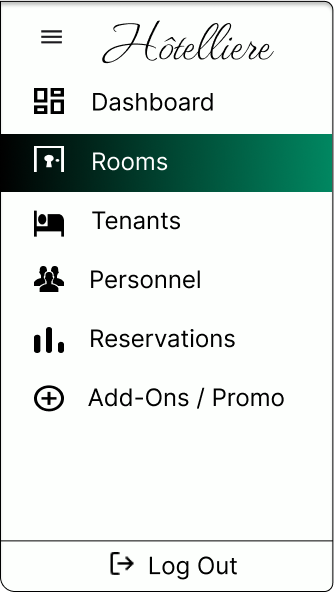 Hôtelliere
Dashboard
Rooms
Tenants
Personnel
Reservations
Add-Ons / Promo
Log Out